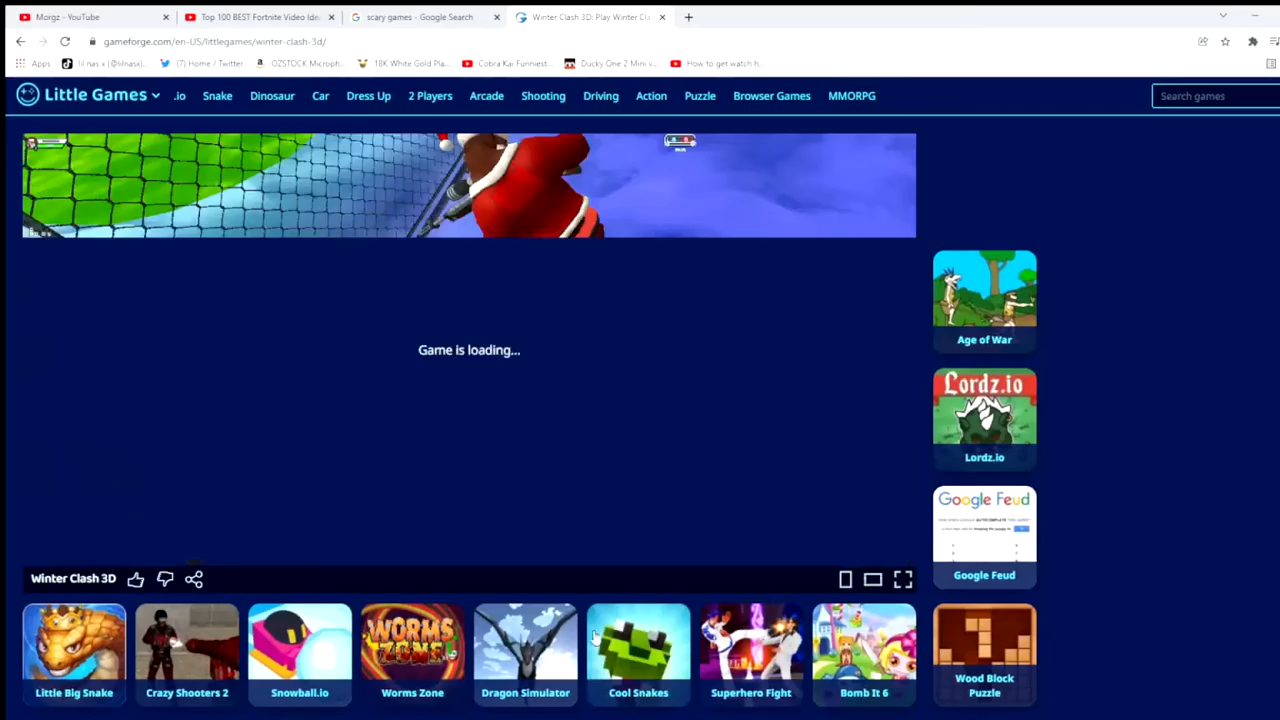 Morgz - YouTube
Top 100 BEST Fortnite Video Ide
scary games - Google Search
Winter Clash 3D: Play Winter Cl
gameforge.com/en-US/littlegames/winter-clash-3d/
Apps
lil nas x (@lilnasx)...
(7) Home / Twitter
OZSTOCK Microph...
18K White Gold Pla...
Cobra Kai Funniest...
Ducky One 2 Mini v...
How to get watch h...
Little Games
.io
Snake
Dinosaur
Car
Dress Up
2 Players
Arcade
Shooting
Driving
Action
Puzzle
Browser Games
MMORPG
Search games
Game is loading...
Age of War
Lordz.io
Lordz.io
Google Feud
Google Feud
Winter Clash 3D
WORMS
ZONE
Little Big Snake
Crazy Shooters 2
Snowball.io
Worms Zone
Dragon Simulator
Cool Snakes
Superhero Fight
Bomb It 6
Wood Block
Puzzle